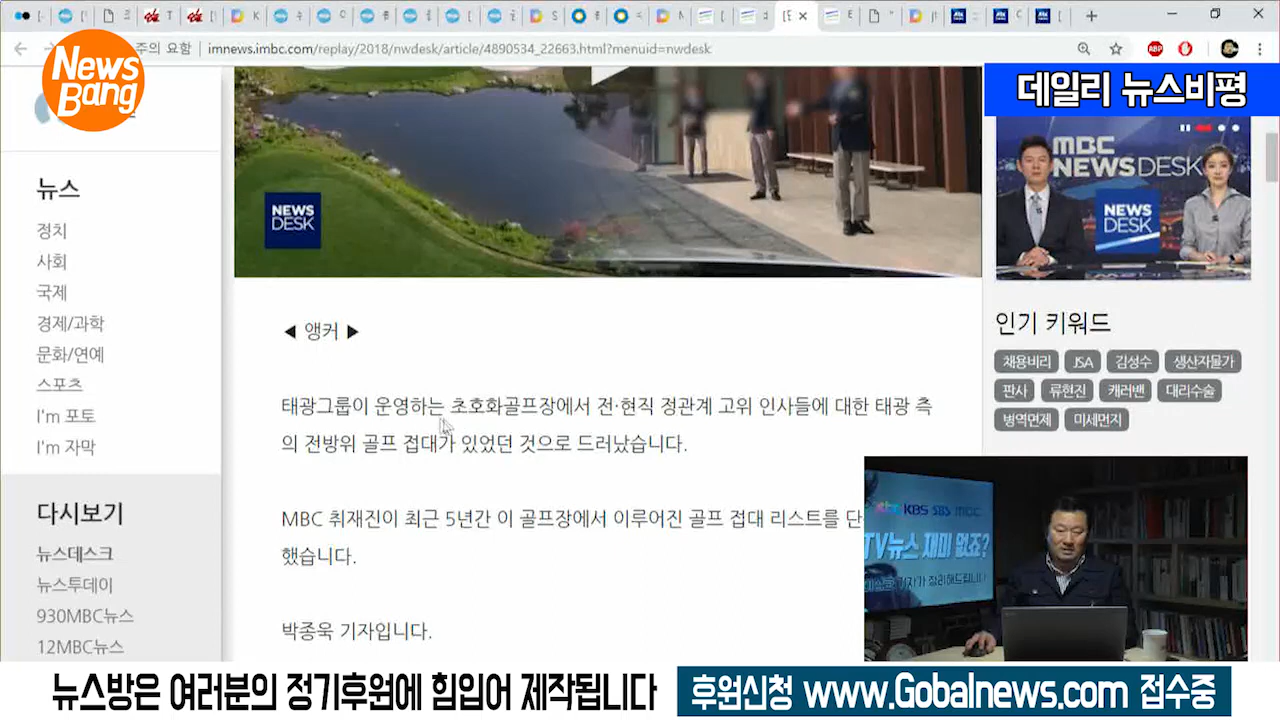 주의 요함
imnews.imbc.com/replay/2018/nwdesk/article/4890534_22663.html?menuid=nwdesk
ABP
News
Bang
데일리 뉴스비평
MBC
NEWSDESK
NEWS
DESK
NEWS
DESK
뉴스
정치
사회
국제
경제/과학
문화/연예
스포츠
I'm 포토
I'm 자막
다시보기
뉴스데스크
뉴스투데이
930MBC뉴스
12MBC뉴스
◀ 앵커 ▶
태광그룹이 운영하는 초호화골프장에서 전·현직 정관계 고위 인사들에 대한 태광 측
의 전방위 골프 접대가 있었던 것으로 드러났습니다.
MBC 취재진이 최근 5년간 이 골프장에서 이루어진 골프 접대 리스트를 단
했습니다.
박종욱 기자입니다.
인기 키워드
채용비리 JSA 김성수 생산자물가
판사 류현진 캐러밴 대리수술
병역면제 미세먼지
KBS SBS MBC
TV뉴스 재미 없죠?
기자가 정리해드립니다
뉴스방은 여러분의 정기후원에 힘입어 제작됩니다
후원신청 www.Gobalnews.com 접수중